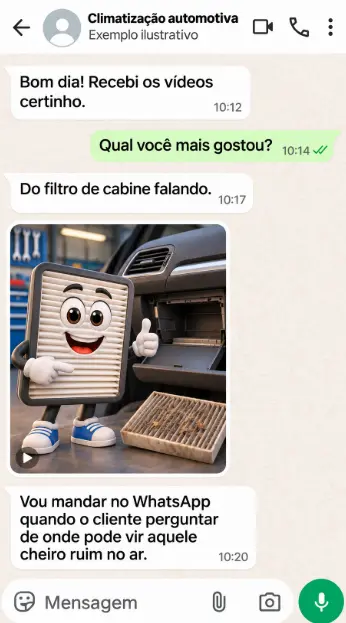 Climatização automotiva
Exemplo ilustrativo
Bom dia! Recebi os vídeos
certinho.
10:12
Qual você mais gostou?
10:14
Do filtro de cabine falando.
10:17
Vou mandar no WhatsApp
quando o cliente perguntar
de onde pode vir aquele
cheiro ruim no ar.
10:20
Mensagem